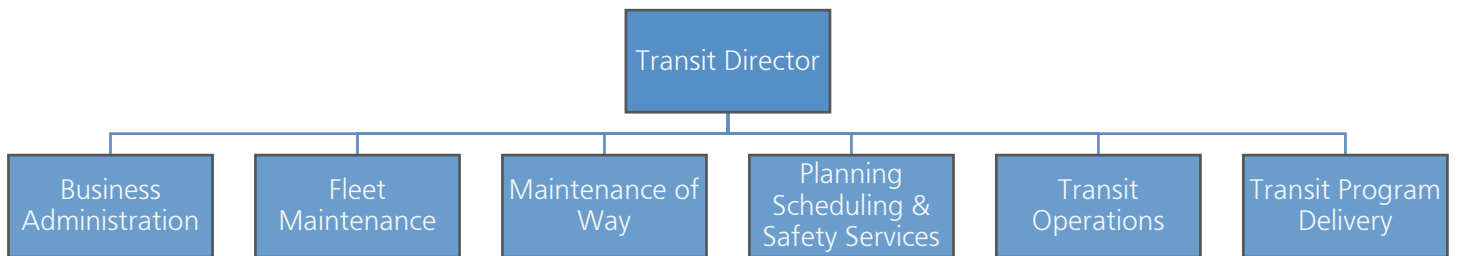 Transit Director
Business
Administration
Fleet
Maintenance
Maintenance of
Way
Planning
Scheduling &
Safety Services
Transit
Operations
Transit Program
Delivery